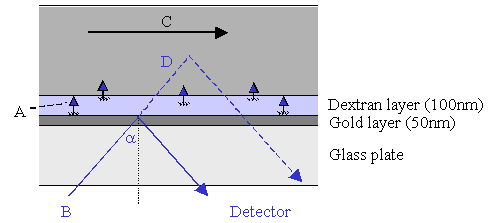 C
D
A
Dextran layer (100nm)
Gold layer (50nm)
α
Glass plate
B
Detector